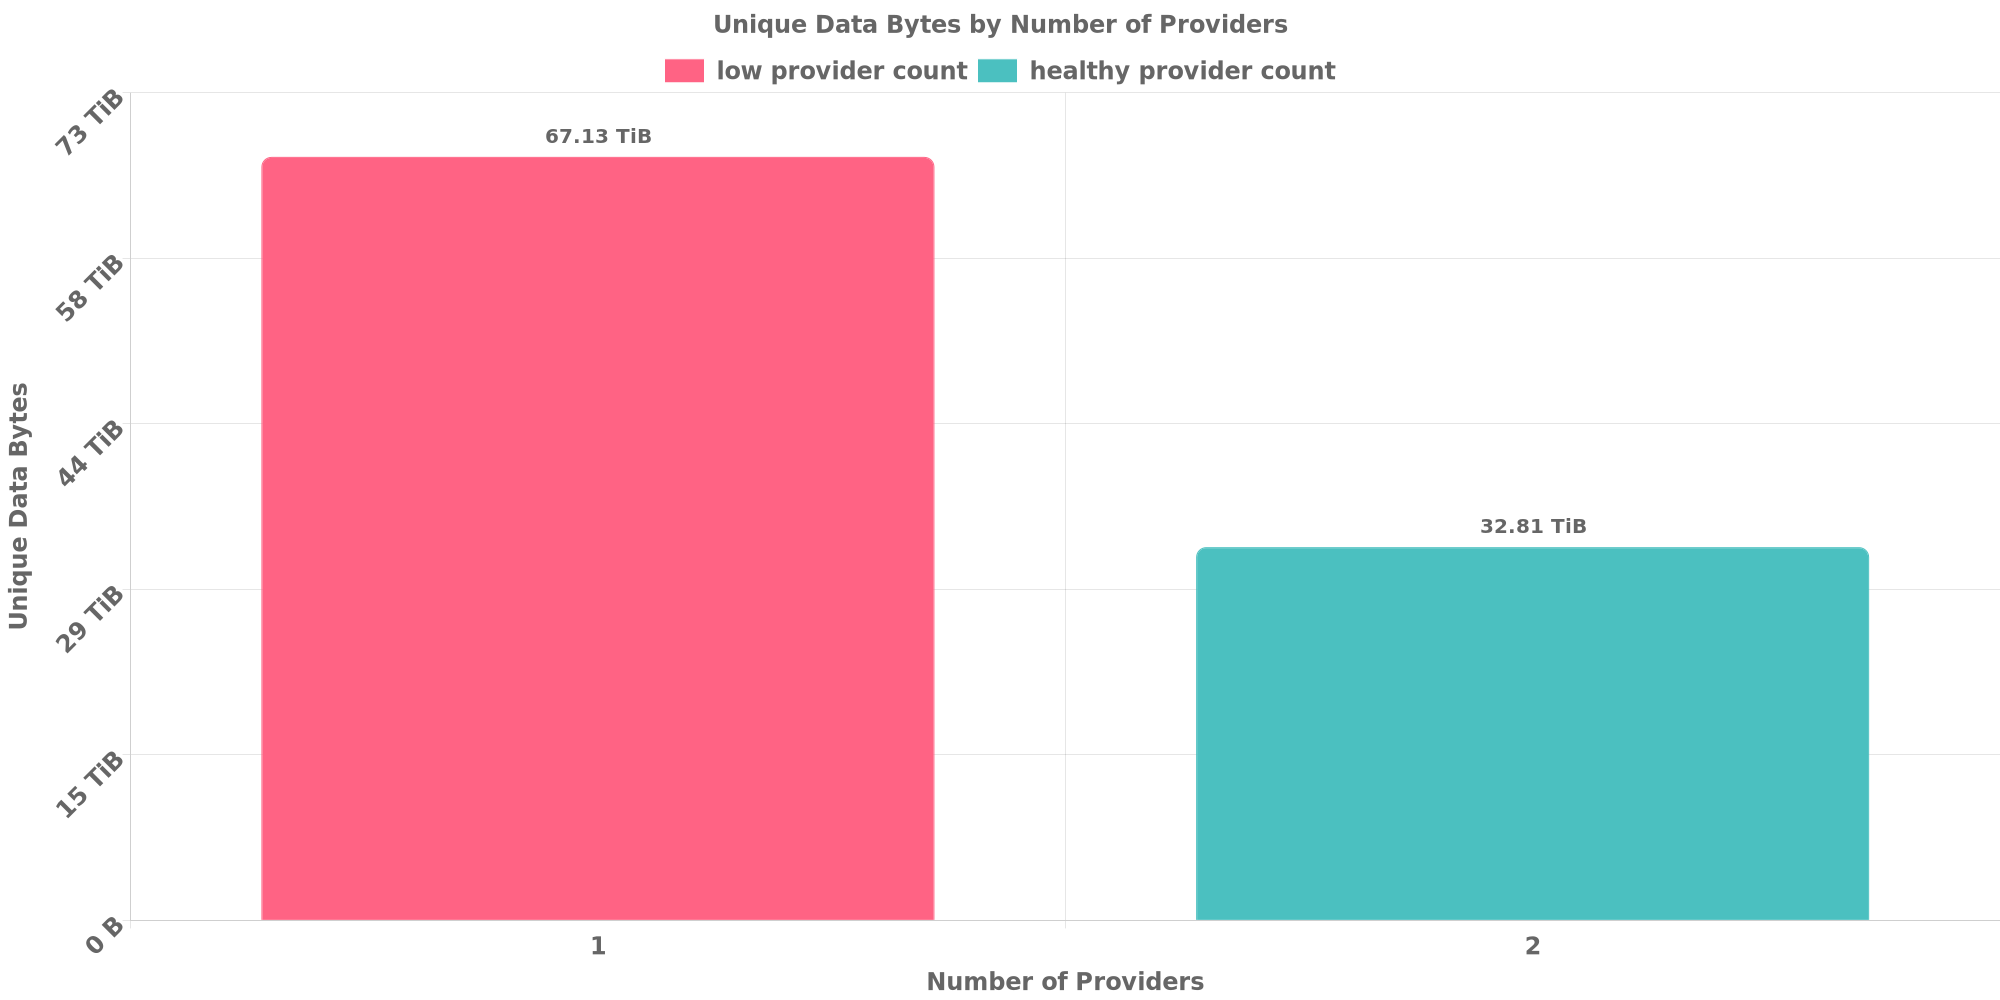 Unique Data Bytes by Number of Providers
low provider count healthy provider count
73 TiB
58 TiB
44 TiB
29 TiB
15 TiB
0 B
Unique Data Bytes
67.13 TiB
32.81 TiB
1 2
Number of Providers